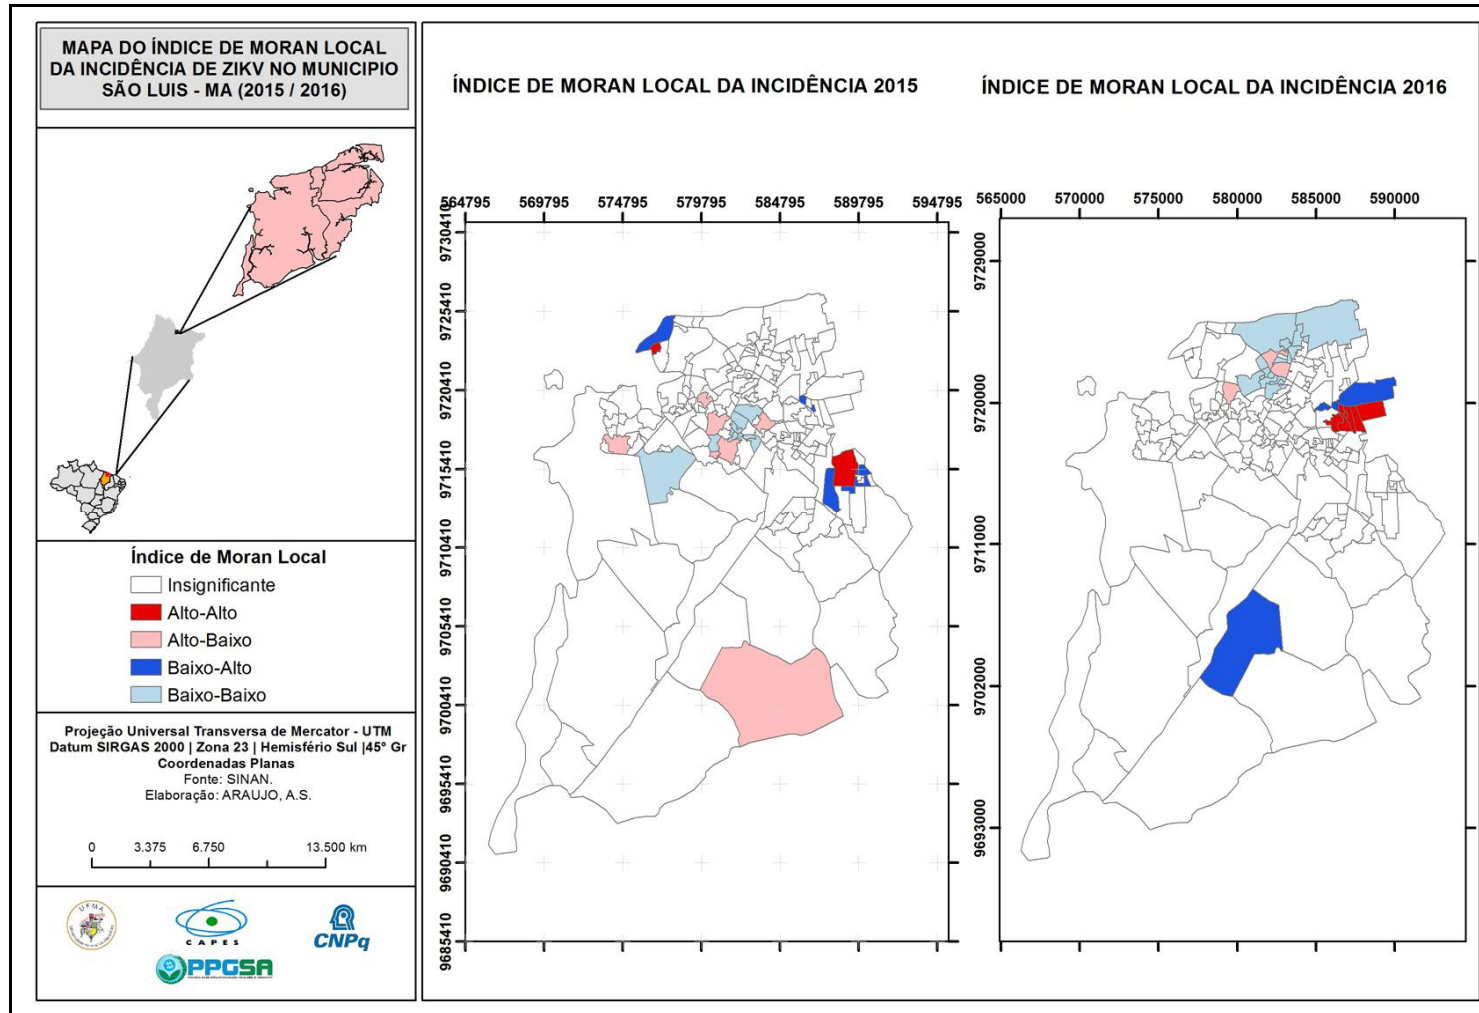 MAPA DO ÍNDICE DE MORAN LOCAL
DA INCIDÊNCIA DE ZIKV NO MUNICIPIO
SÃO LUIS - MA (2015 / 2016)
Índice de Moran Local
Insignificante
Alto-Alto
Alto-Baixo
Baixo-Alto
Baixo-Baixo
Projeção Universal Transversa de Mercator - UTM
Datum SIRGAS 2000 | Zona 23 | Hemisfério Sul |45° Gr
Coordenadas Planas
Fonte: SINAN.
Elaboração: ARAUJO, A.S.
0 3.375 6.750 13.500 km
UFMA
CAPES
CNPq
PPGSA
ÍNDICE DE MORAN LOCAL DA INCIDÊNCIA 2015
564795 569795 574795 579795 584795 589795 594795
9730410
9725410
9720410
9715410
9710410
9705410
9700410
9695410
9690410
9685410
ÍNDICE DE MORAN LOCAL DA INCIDÊNCIA 2016
565000 570000 575000 580000 585000 590000
9729000
9720000
9711000
9702000
9693000